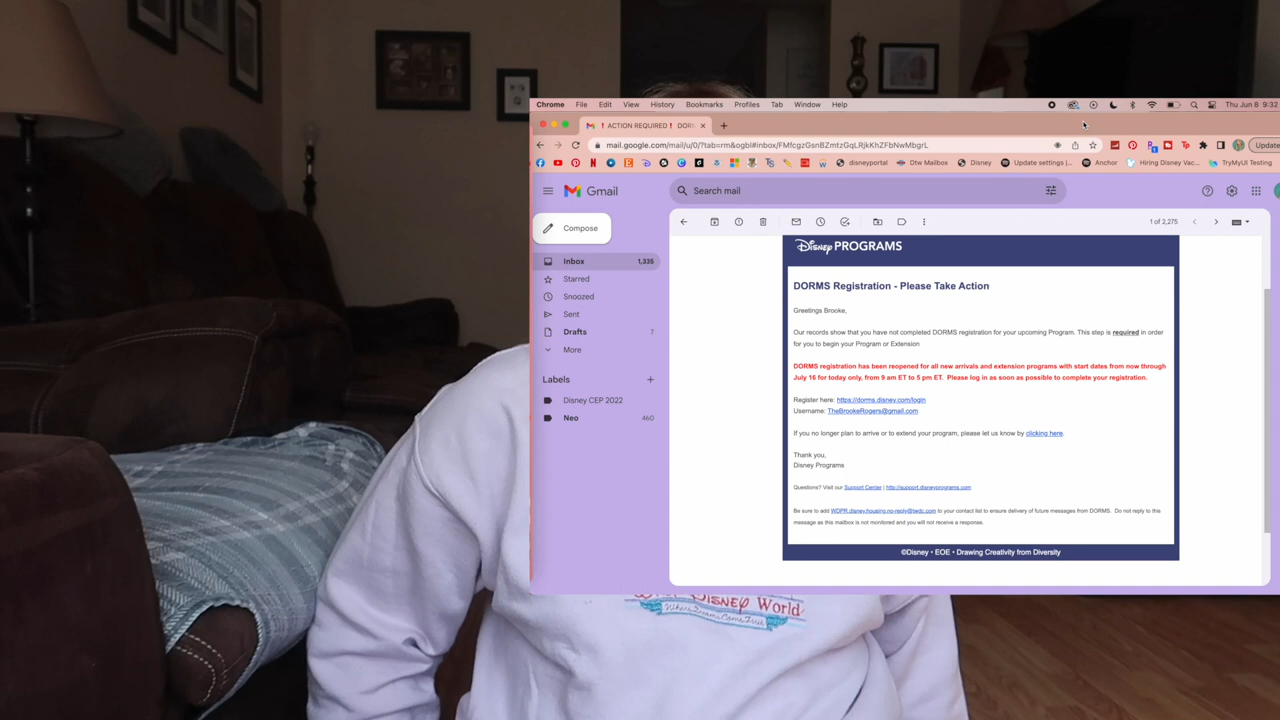 Chrome File Edit View History Bookmarks Profiles Tab Window Help Thu Jun 8 9:32
❗ACTION REQUIRED❗ DORM
mail.google.com/mail/u/0/?tab=rm&ogbl#inbox/FMfcgzGsnBZmtzGqLRjkKhZFbNwMbgrL
Update
disneyportal Dtw Mailbox Disney Update settings |... Anchor Hiring Disney Vac... TryMyUI Testing
Gmail
Search mail
Compose
1 of 2,275
Inbox 1,335
Starred
Snoozed
Sent
Drafts 7
More
Labels
Disney CEP 2022
Neo 460
Disney PROGRAMS
DORMS Registration - Please Take Action
Greetings Brooke,
Our records show that you have not completed DORMS registration for your upcoming Program. This step is required in order
for you to begin your Program or Extension
DORMS registration has been reopened for all new arrivals and extension programs with start dates from now through
July 16 for today only, from 9 am ET to 5 pm ET. Please log in as soon as possible to complete your registration.
Register here: https://dorms.disney.com/login
Username: TheBrookeRogers@gmail.com
If you no longer plan to arrive or to extend your program, please let us know by clicking here.
Thank you,
Disney Programs
Questions? Visit our Support Center | http://support.disneyprograms.com
Be sure to add WDPR.disney.housing.no-reply@twdc.com to your contact list to ensure delivery of future messages from DORMS. Do not reply to this
message as this mailbox is not monitored and you will not receive a response.
©Disney • EOE • Drawing Creativity from Diversity
Disney World
Where Dreams Come True